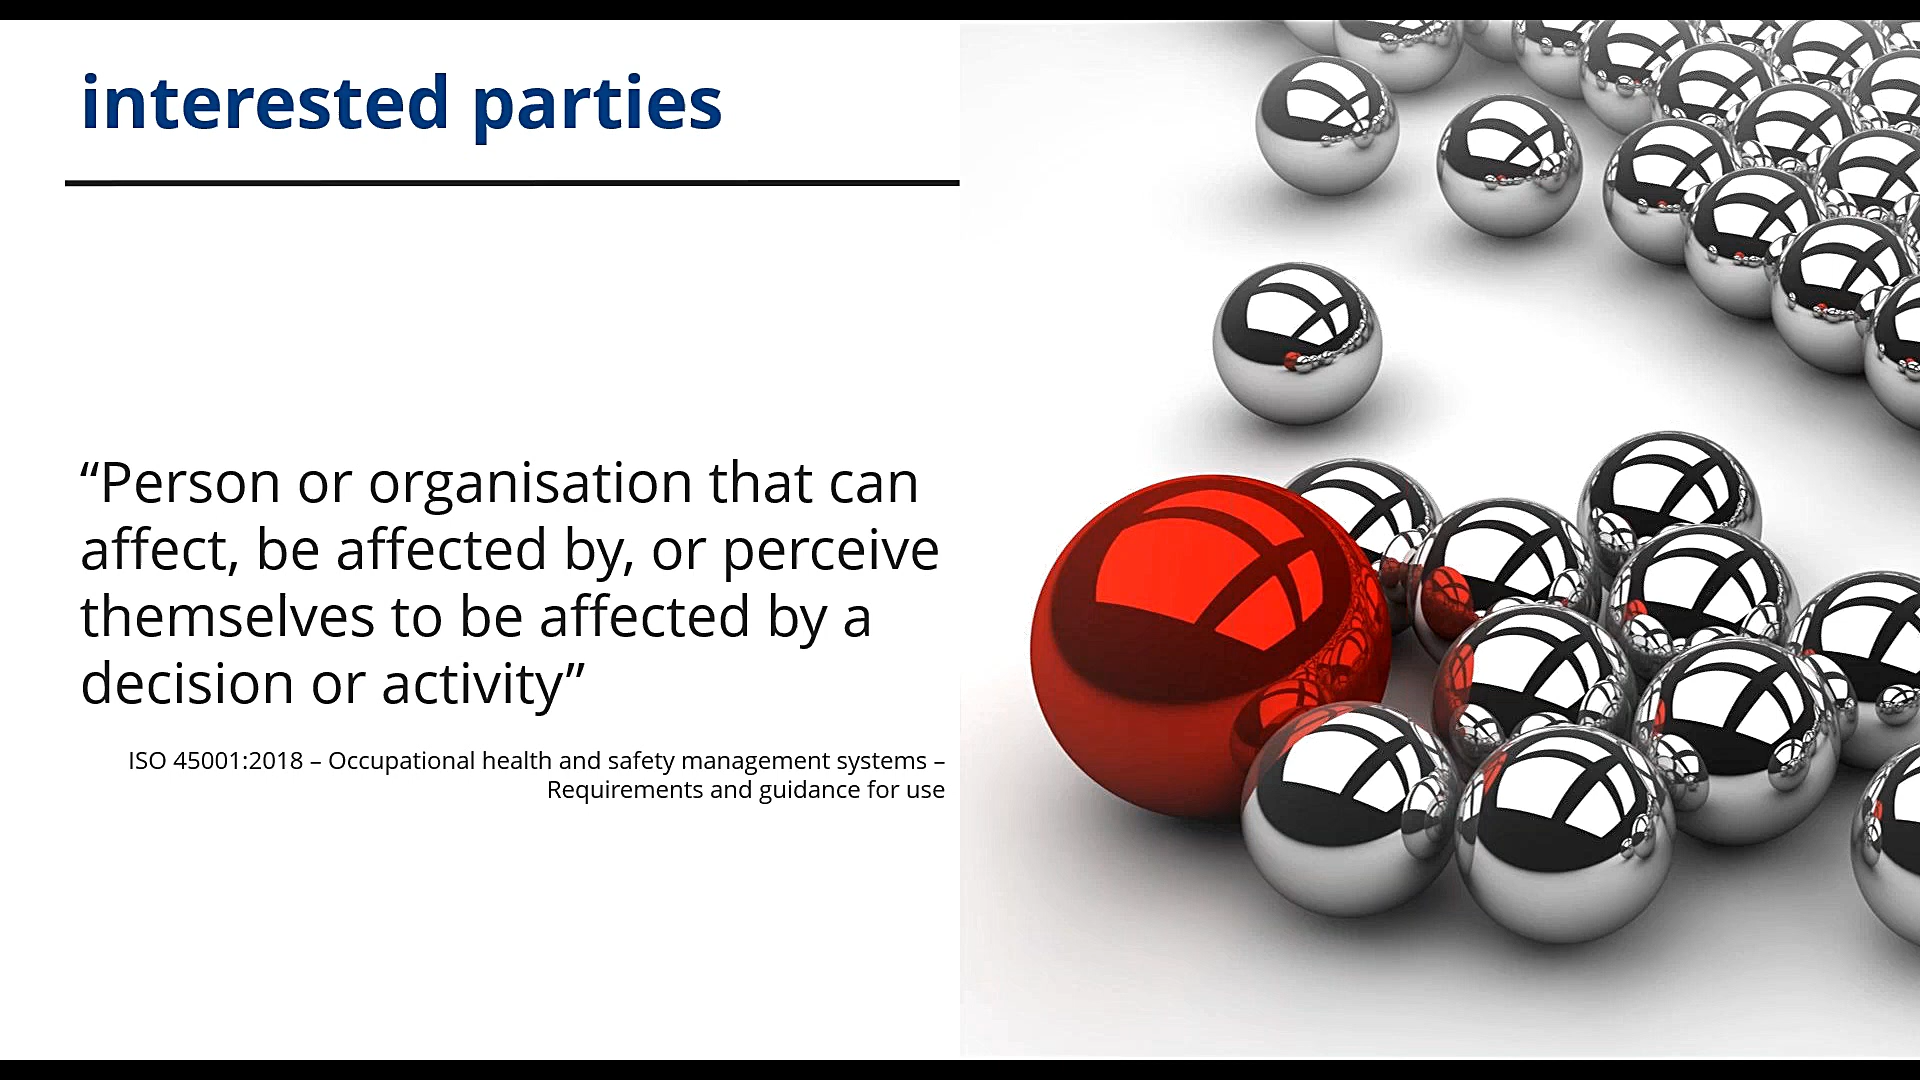 interested parties
“Person or organisation that can
affect, be affected by, or perceive
themselves to be affected by a
decision or activity”
ISO 45001:2018 – Occupational health and safety management systems –
Requirements and guidance for use